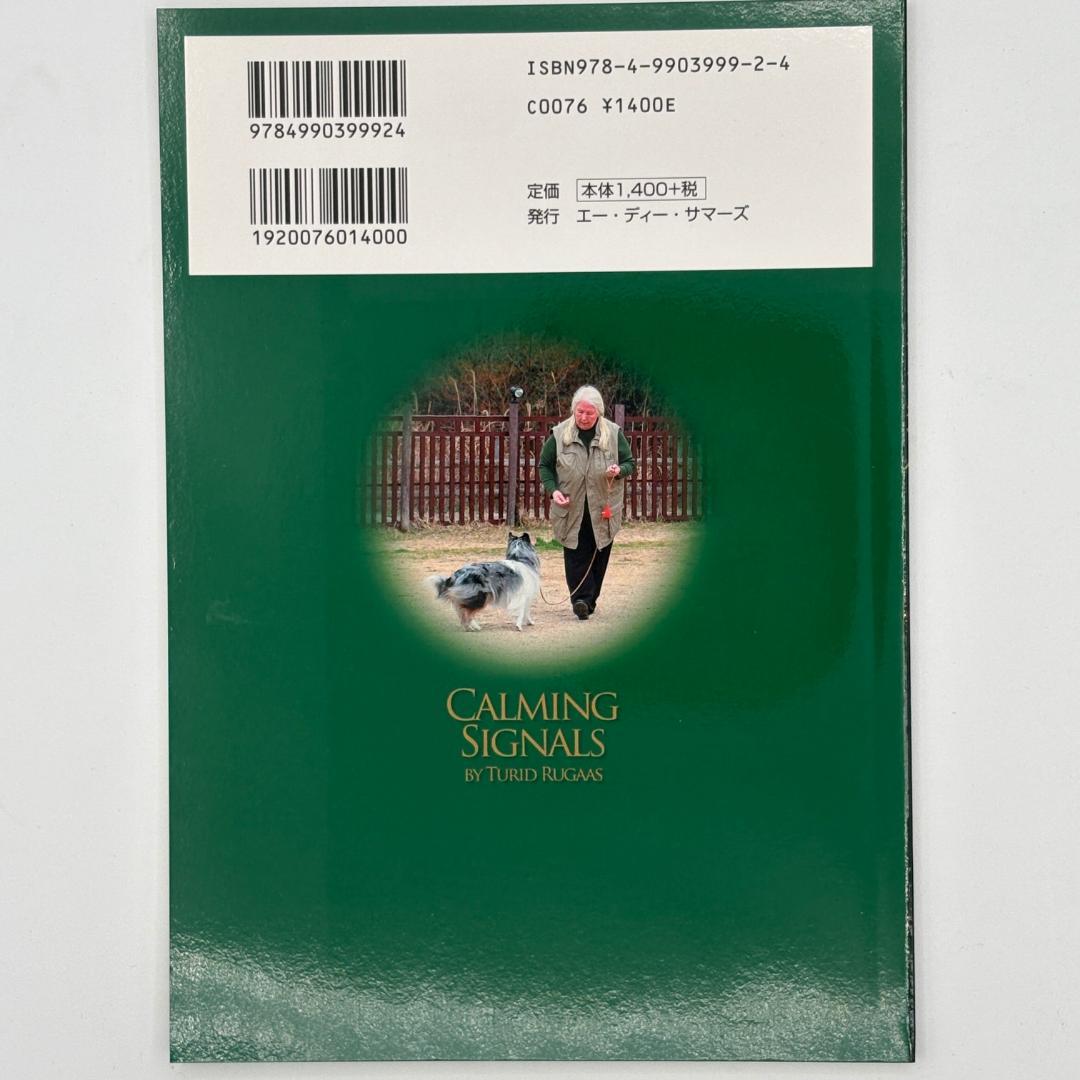 9784990399924
1920076014000
ISBN978-4-9903999-2-4
C0076 ¥1400E
定価 本体1,400+税
発行 エー・ディー・サマーズ
CALMING
SIGNALS
BY TURID RUGAAS